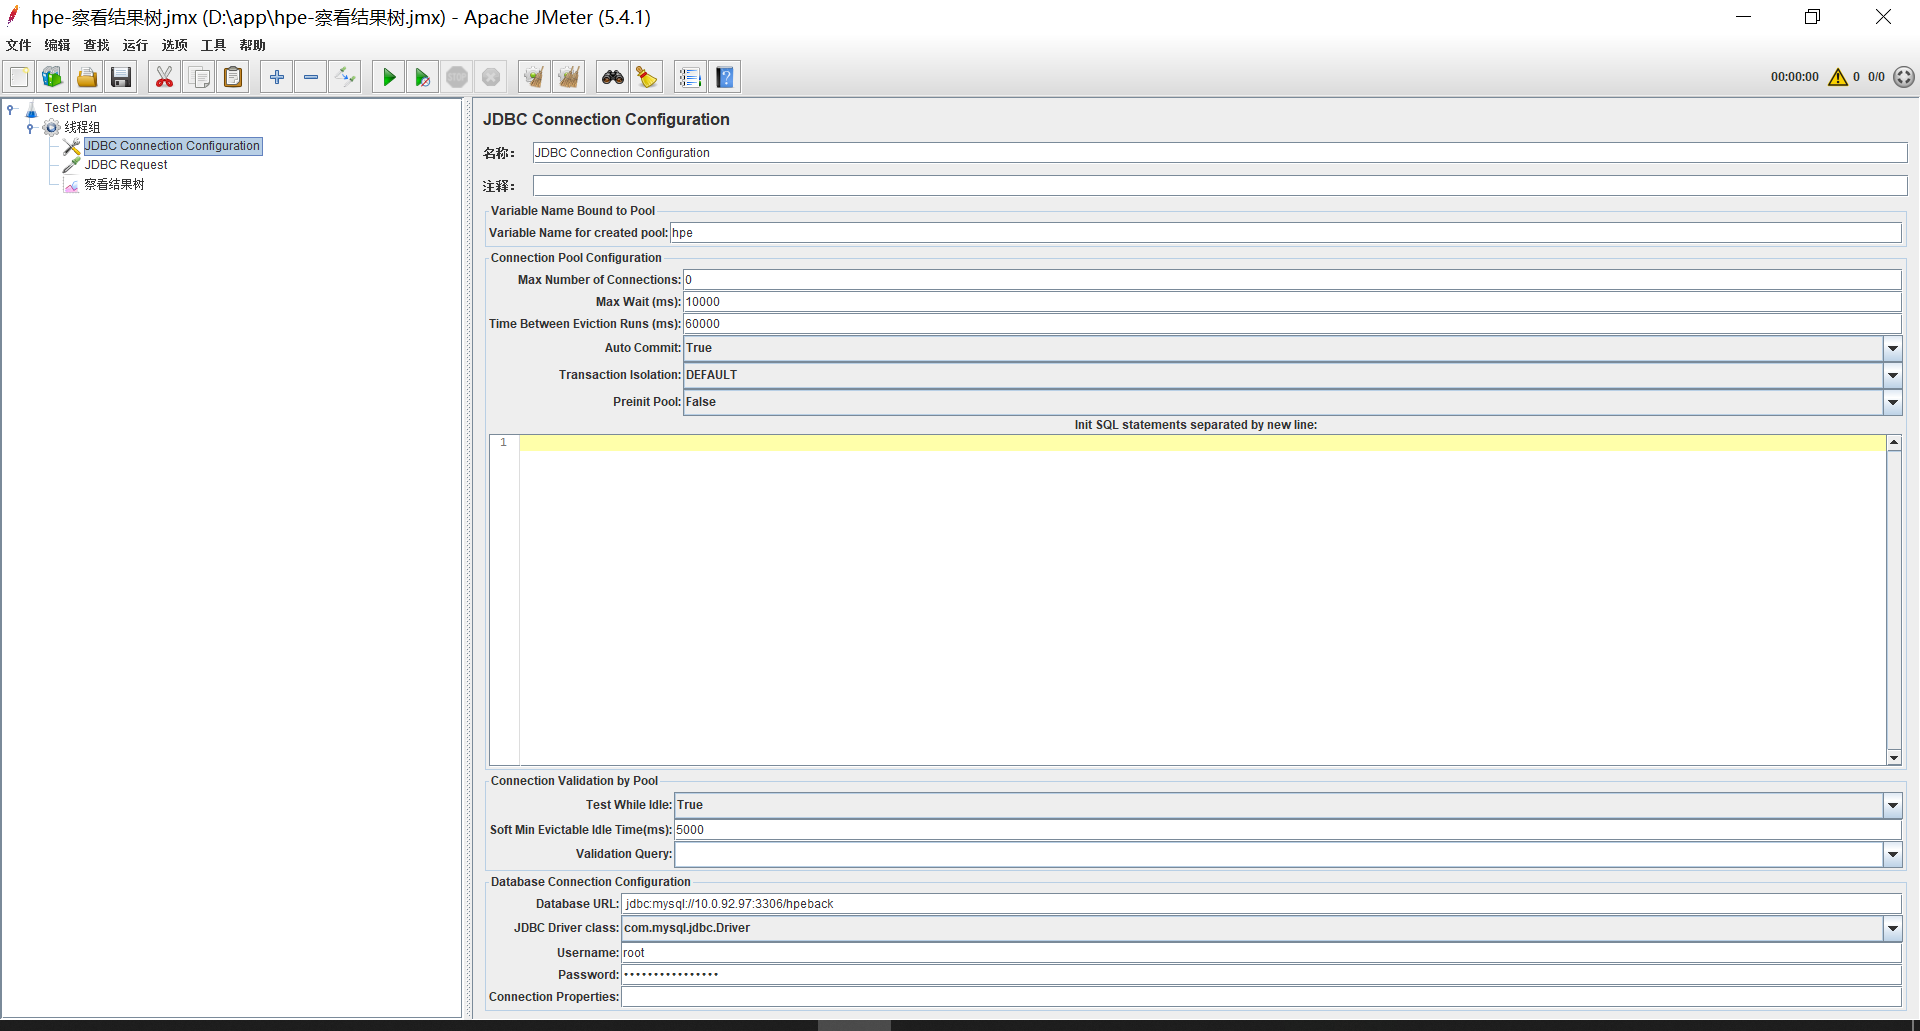 hpe-察看结果树.jmx (D:\app\hpe-察看结果树.jmx) - Apache JMeter (5.4.1)
文件 编辑 查找 运行 选项 工具 帮助
STOP
00:00:00 0 0/0
Test Plan
线程组
JDBC Connection Configuration
JDBC Request
察看结果树
JDBC Connection Configuration
名称： JDBC Connection Configuration
注释：
Variable Name Bound to Pool
Variable Name for created pool: hpe
Connection Pool Configuration
Max Number of Connections: 0
Max Wait (ms): 10000
Time Between Eviction Runs (ms): 60000
Auto Commit: True
Transaction Isolation: DEFAULT
Preinit Pool: False
Init SQL statements separated by new line:
1
Connection Validation by Pool
Test While Idle: True
Soft Min Evictable Idle Time(ms): 5000
Validation Query:
Database Connection Configuration
Database URL: jdbc:mysql://10.0.92.97:3306/hpeback
JDBC Driver class: com.mysql.jdbc.Driver
Username: root
Password: ••••••••••••••••
Connection Properties: